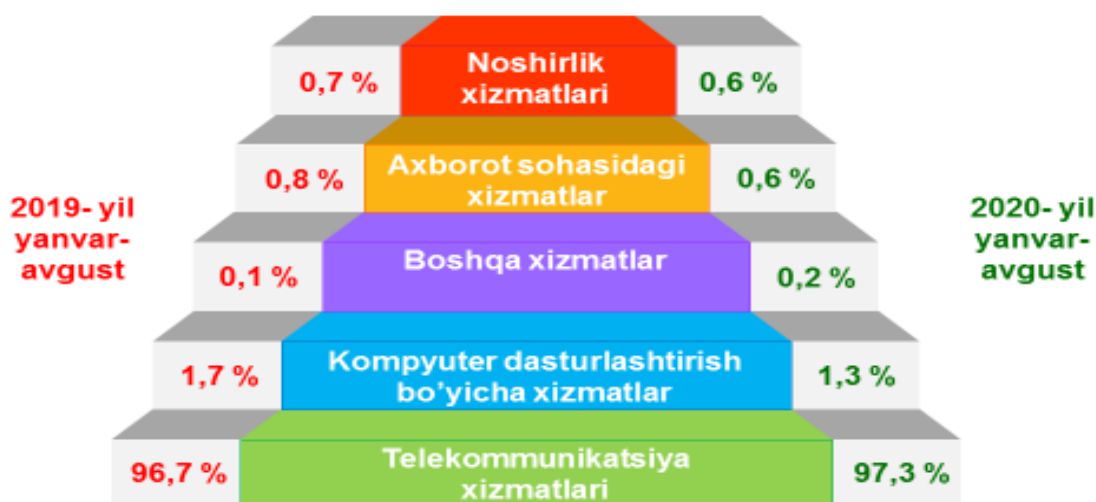 0,7 %
Noshirlik
xizmatlari
0,6 %
0,8 %
Axborot sohasidagi
xizmatlar
0,6 %
2019- yil
yanvar-
avgust
2020- yil
yanvar-
avgust
0,1 %
Boshqa xizmatlar
0,2 %
1,7 %
Kompyuter dasturlashtirish
bo’yicha xizmatlar
1,3 %
96,7 %
Telekommunikatsiya
xizmatlari
97,3 %